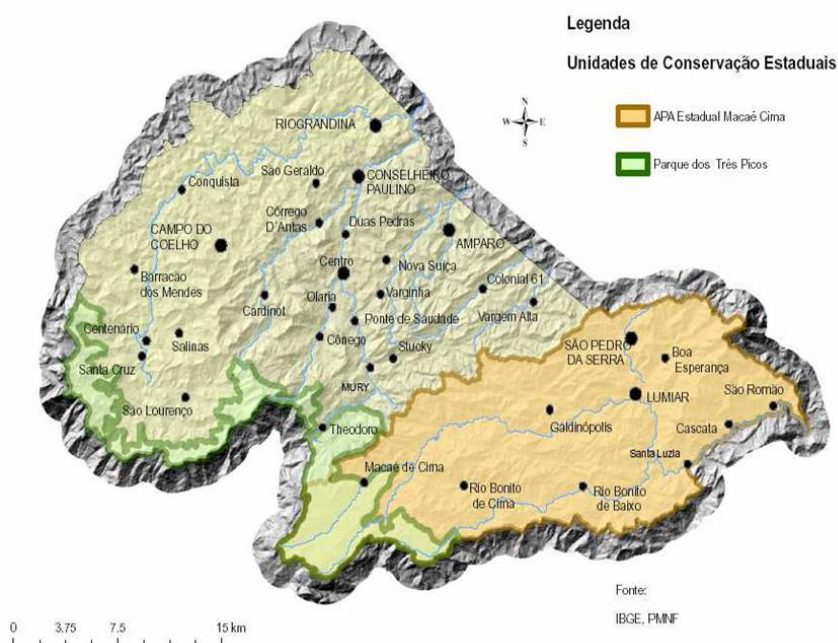 Legenda
Unidades de Conservação Estaduais
APA Estadual Macaé Cima
Parque dos Três Picos
N
W
E
S
RIOGRANDINA
São Geraldo
CONSELHEIRO
PAULINO
Conquista
Córrego
D´Antas
Duas Pedras
CAMPO DO
COELHO
AMPARO
Centro
Nova Suiça
Barracão
dos Mendes
Colonial 61
Olaria
Varginha
Cardinot
Ponte de Saudade
Vargem Alta
Centenário
Salinas
Cônego
Stucky
SÃO PEDRO
DA SERRA
Boa
Esperança
Santa Cruz
MURY
São Romão
São Lourenço
LUMIAR
Galdinópolis
Theodoro
Cascata
Santa Luzia
Macaé de Cima
Rio Bonito
de Cima
Rio Bonito
de Baixo
Fonte:
IBGE, PMNF
0 3.75 7.5 15 km